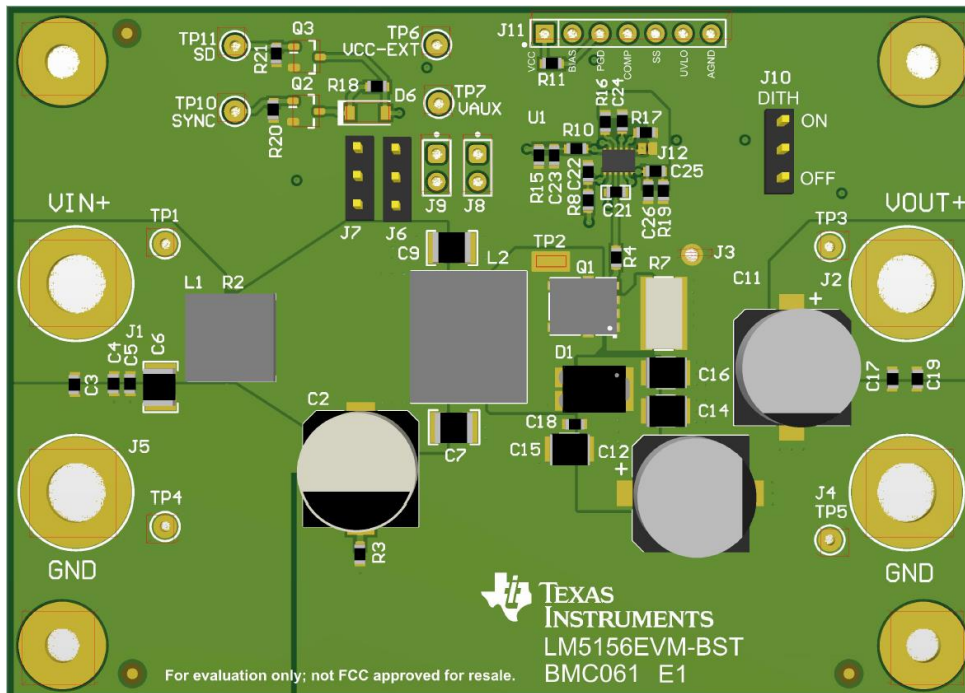 Q3
TP11
SD
TP6
VCC-EXT
R21
J11
VCC
BIAS
PGD
COMP
SS
UVLO
AGND
R11
Q2
R18
D6
TP10
SYNC
R20
TP7
VAUX
J10
DITH
ON
OFF
U1
R16
C24
R10
R17
J12
R15
C23
C22
R8
C21
C25
C26
R19
J7
J6
J9
J8
VIN+
TP1
TP3
VOUT+
C9
L2
TP2
R4
Q1
R7
J3
C11
J2
L1
R2
J1
C4
C5
C6
C3
D1
C16
C17
C19
C2
C7
C18
C14
C15
C12
J5
TP4
J4
TP5
R3
GND
GND
TEXAS
INSTRUMENTS
LM5156EVM-BST
For evaluation only; not FCC approved for resale.
BMC061 E1